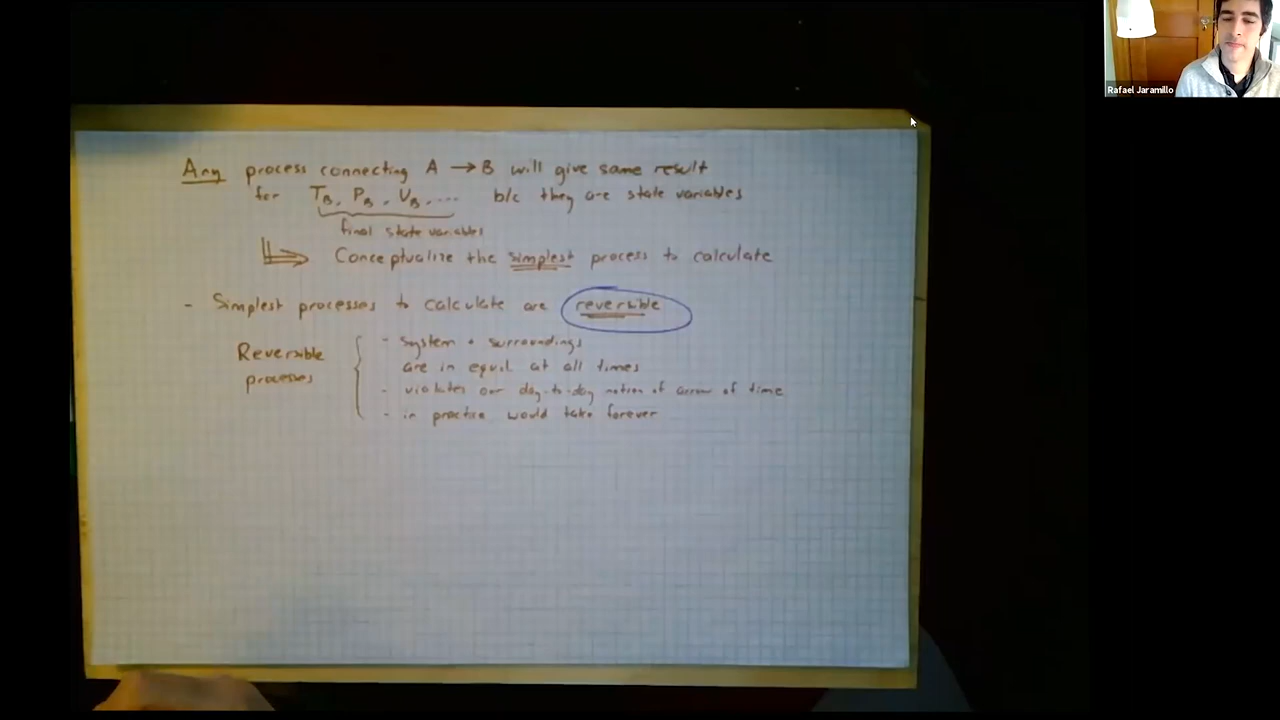 Any process connecting A → B will give same result
for T_B, P_B, V_B, .... b/c they are state variables
final state variables
Conceptualize the simplest process to calculate
- Simplest processes to calculate are reversible
Reversible processes
- system + surroundings
are in equil. at all times
- violates our day-to-day notion of arrow of time
- in practice would take forever
Rafael Jaramillo